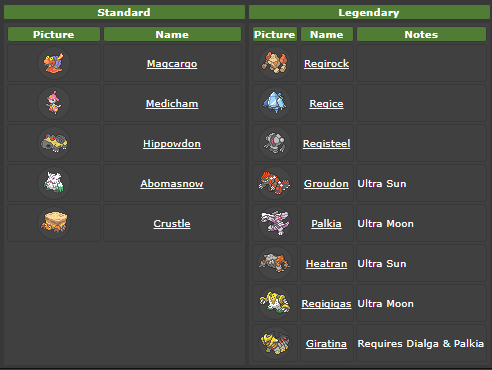 Standard
Picture Name
Magcargo
Medicham
Hippowdon
Abomasnow
Crustle
Legendary
Picture Name Notes
Regirock
Regice
Registeel
Groudon Ultra Sun
Palkia Ultra Moon
Heatran Ultra Sun
Regigigas Ultra Moon
Giratina Requires Dialga & Palkia